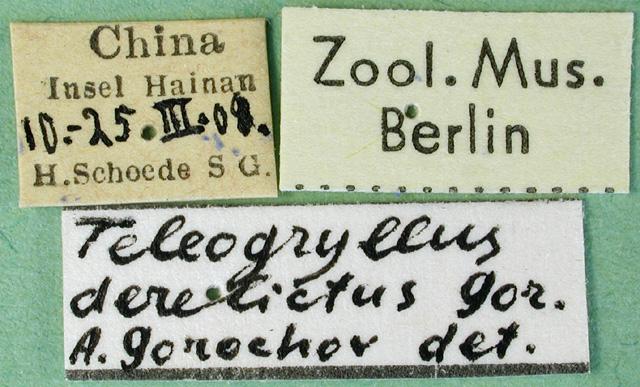 China
Insel Hainan
10.-25.III.08.
H. Schoede S G.
Zool. Mus.
Berlin
Teleogryllus
derelictus Gor.
A. Gorochov det.